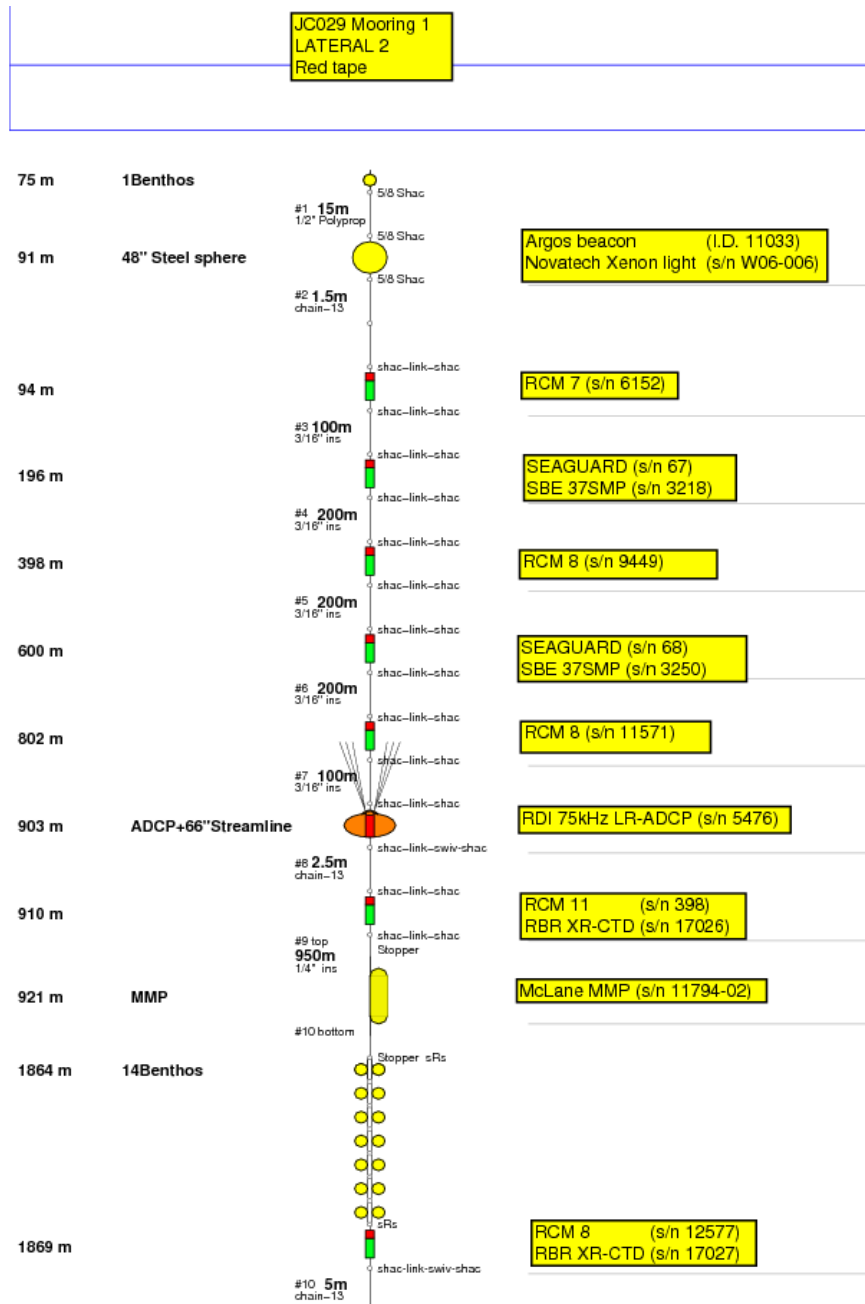 JC029 Mooring 1
LATERAL 2
Red tape
75 m 1Benthos
5/8 Shac
#1 15m
1/2" Polyprop
5/8 Shac
91 m 48" Steel sphere
Argos beacon (I.D. 11033)
Novatech Xenon light (s/n W06-006)
5/8 Shac
#2 1.5m
chain-13
shac-link-shac
94 m
RCM 7 (s/n 6152)
shac-link-shac
#3 100m
3/16" ins
shac-link-shac
196 m
SEAGUARD (s/n 67)
SBE 37SMP (s/n 3218)
shac-link-shac
#4 200m
3/16" ins
shac-link-shac
398 m
RCM 8 (s/n 9449)
shac-link-shac
#5 200m
3/16" ins
shac-link-shac
600 m
SEAGUARD (s/n 68)
SBE 37SMP (s/n 3250)
shac-link-shac
#6 200m
3/16" ins
shac-link-shac
802 m
RCM 8 (s/n 11571)
shac-link-shac
#7 100m
3/16" ins
shac-link-shac
903 m ADCP+66"Streamline
RDI 75kHz LR-ADCP (s/n 5476)
shac-link-swiv-shac
#8 2.5m
chain-13
shac-link-shac
910 m
RCM 11 (s/n 398)
RBR XR-CTD (s/n 17026)
shac-link-shac
#9 top
Stopper
950m
1/4" ins
921 m MMP
McLane MMP (s/n 11794-02)
#10 bottom
Stopper sRs
1864 m 14Benthos
sRs
1869 m
RCM 8 (s/n 12577)
RBR XR-CTD (s/n 17027)
shac-link-swiv-shac
#10 5m
chain-13